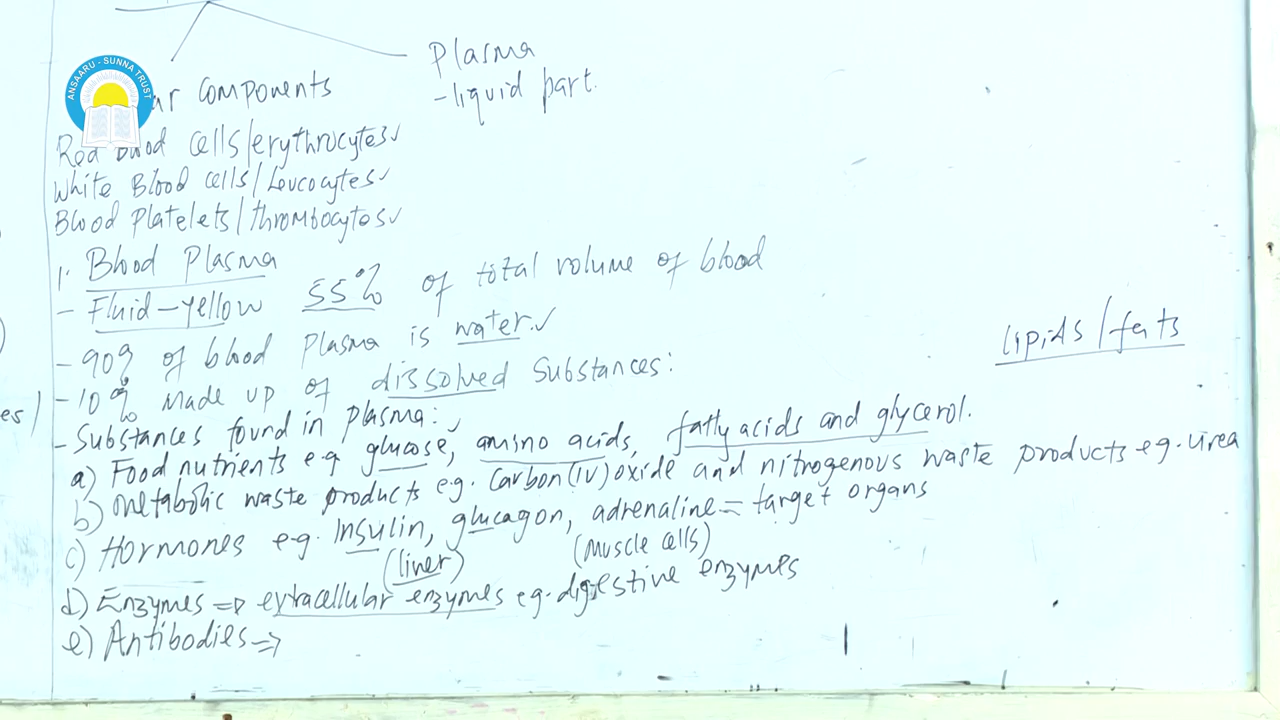 Plasma
- liquid part.
ANSAARU - SUNNA TRUST
ar components
Red Blood cells/erythrocytes✓
White Blood cells/Leucocytes✓
Blood Platelets/thrombocytes✓
1. Blood Plasma
- Fluid-yellow 55% of total volume of blood
- 90% of blood plasma is water.✓
- 10% made up of dissolved substances:
lipids/fats
es)
- Substances found in plasma:✓
a) Food nutrients e.g glucose, amino acids, fatty acids and glycerol.
b) Metabolic waste products e.g. Carbon(IV)oxide and nitrogenous waste products e.g. urea
c) Hormones e.g. Insulin, glucagon, adrenaline = target organs
(liver) (muscle cells)
d) Enzymes => extracellular enzymes e.g. digestive enzymes
e) Antibodies =>